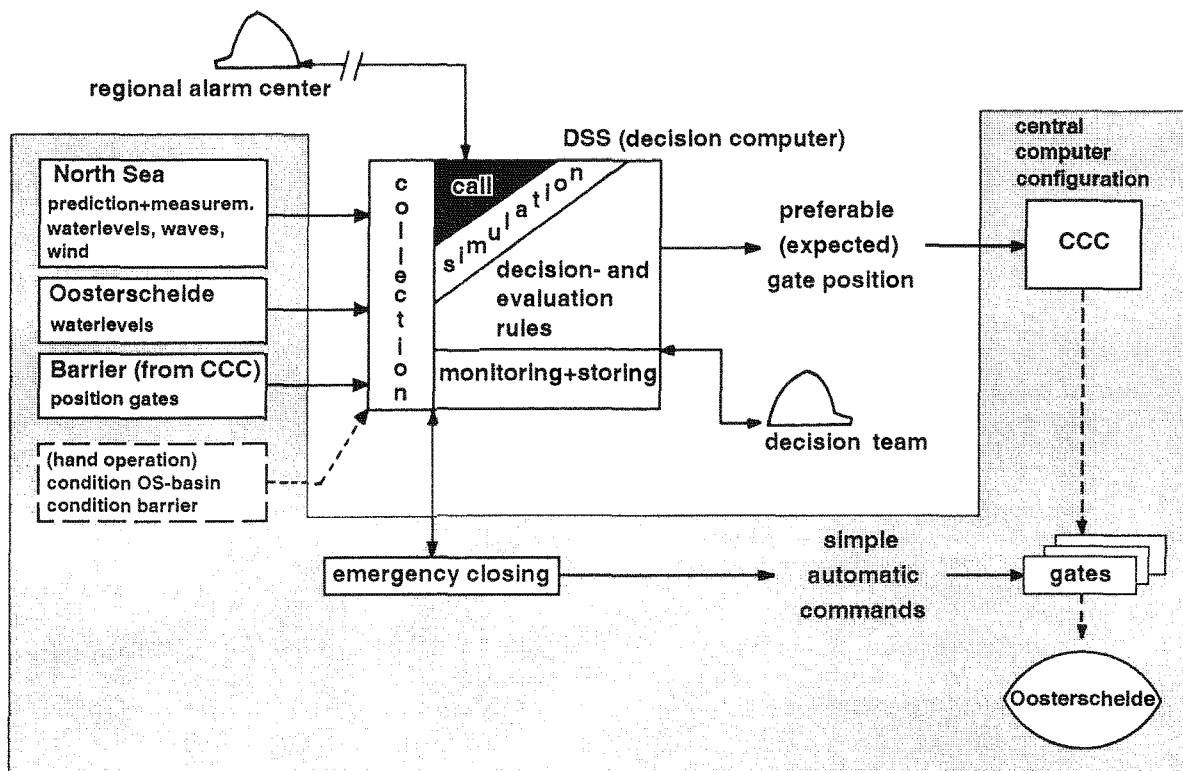 regional alarm center
DSS (decision computer)
central
computer
configuration
North Sea
prediction+measurem.
waterlevels, waves,
wind
Oosterschelde
waterlevels
Barrier (from CCC)
position gates
(hand operation)
condition OS-basin
condition barrier
collection
call
simulation
decision- and
evaluation
rules
monitoring+storing
preferable
(expected)
gate position
CCC
decision team
emergency closing
simple
automatic
commands
gates
Oosterschelde